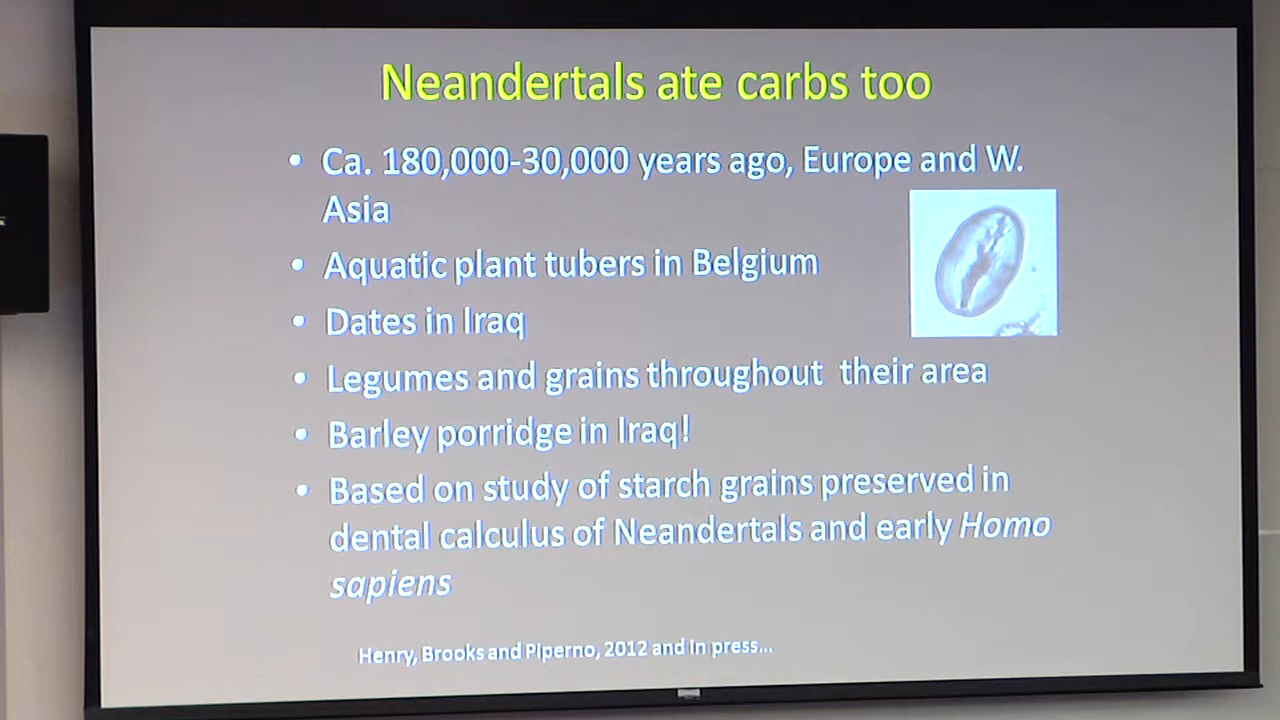 Neandertals ate carbs too
• Ca. 180,000-30,000 years ago, Europe and W.
Asia
• Aquatic plant tubers in Belgium
• Dates in Iraq
• Legumes and grains throughout their area
• Barley porridge in Iraq!
• Based on study of starch grains preserved in
dental calculus of Neandertals and early Homo
sapiens
Henry, Brooks and Piperno, 2012 and in press...